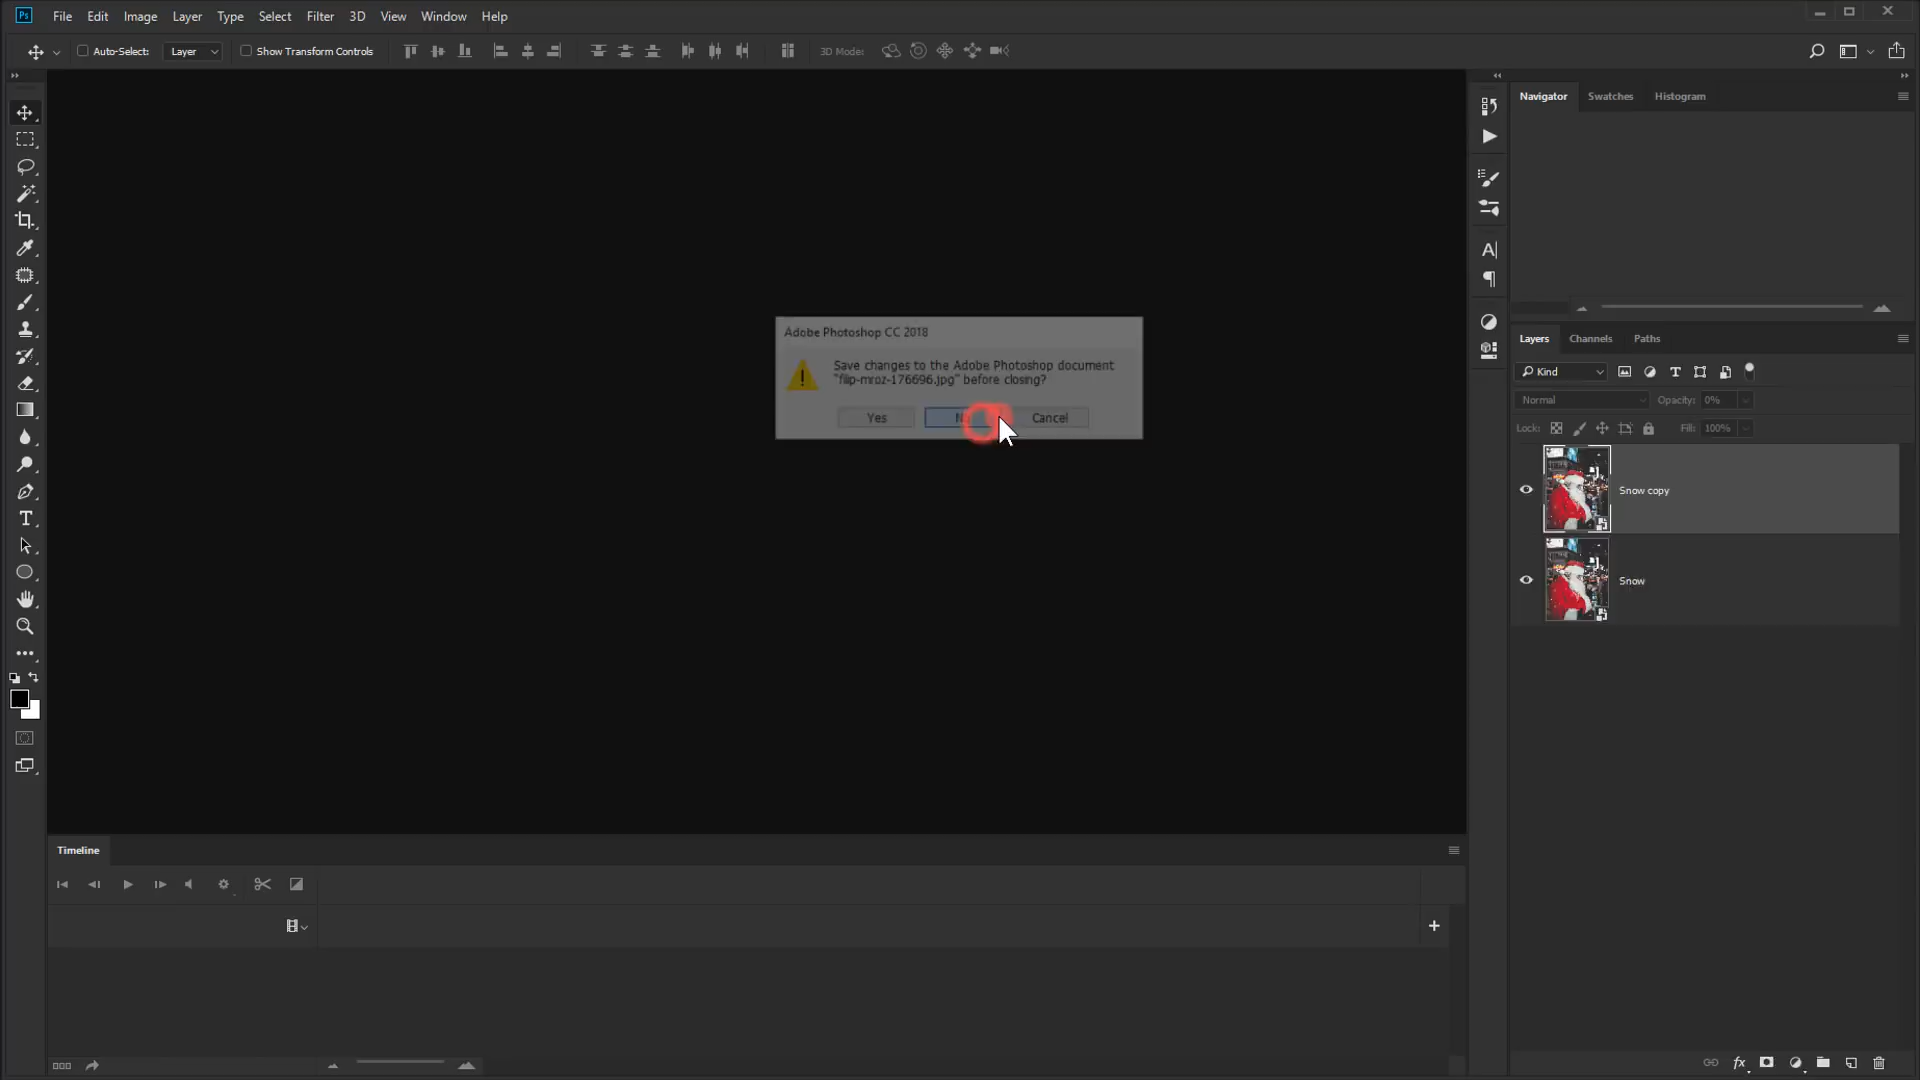 Ps File Edit Image Layer Type Select Filter 3D View Window Help
Auto-Select: Layer Show Transform Controls 3D Mode:
Navigator Swatches Histogram
Adobe Photoshop CC 2018
Save changes to the Adobe Photoshop document
"filip-mroz-176696.jpg" before closing?
Yes Cancel
Layers Channels Paths
Kind
Normal Opacity: 0%
Lock: Fill: 100%
Snow copy
Snow
Timeline